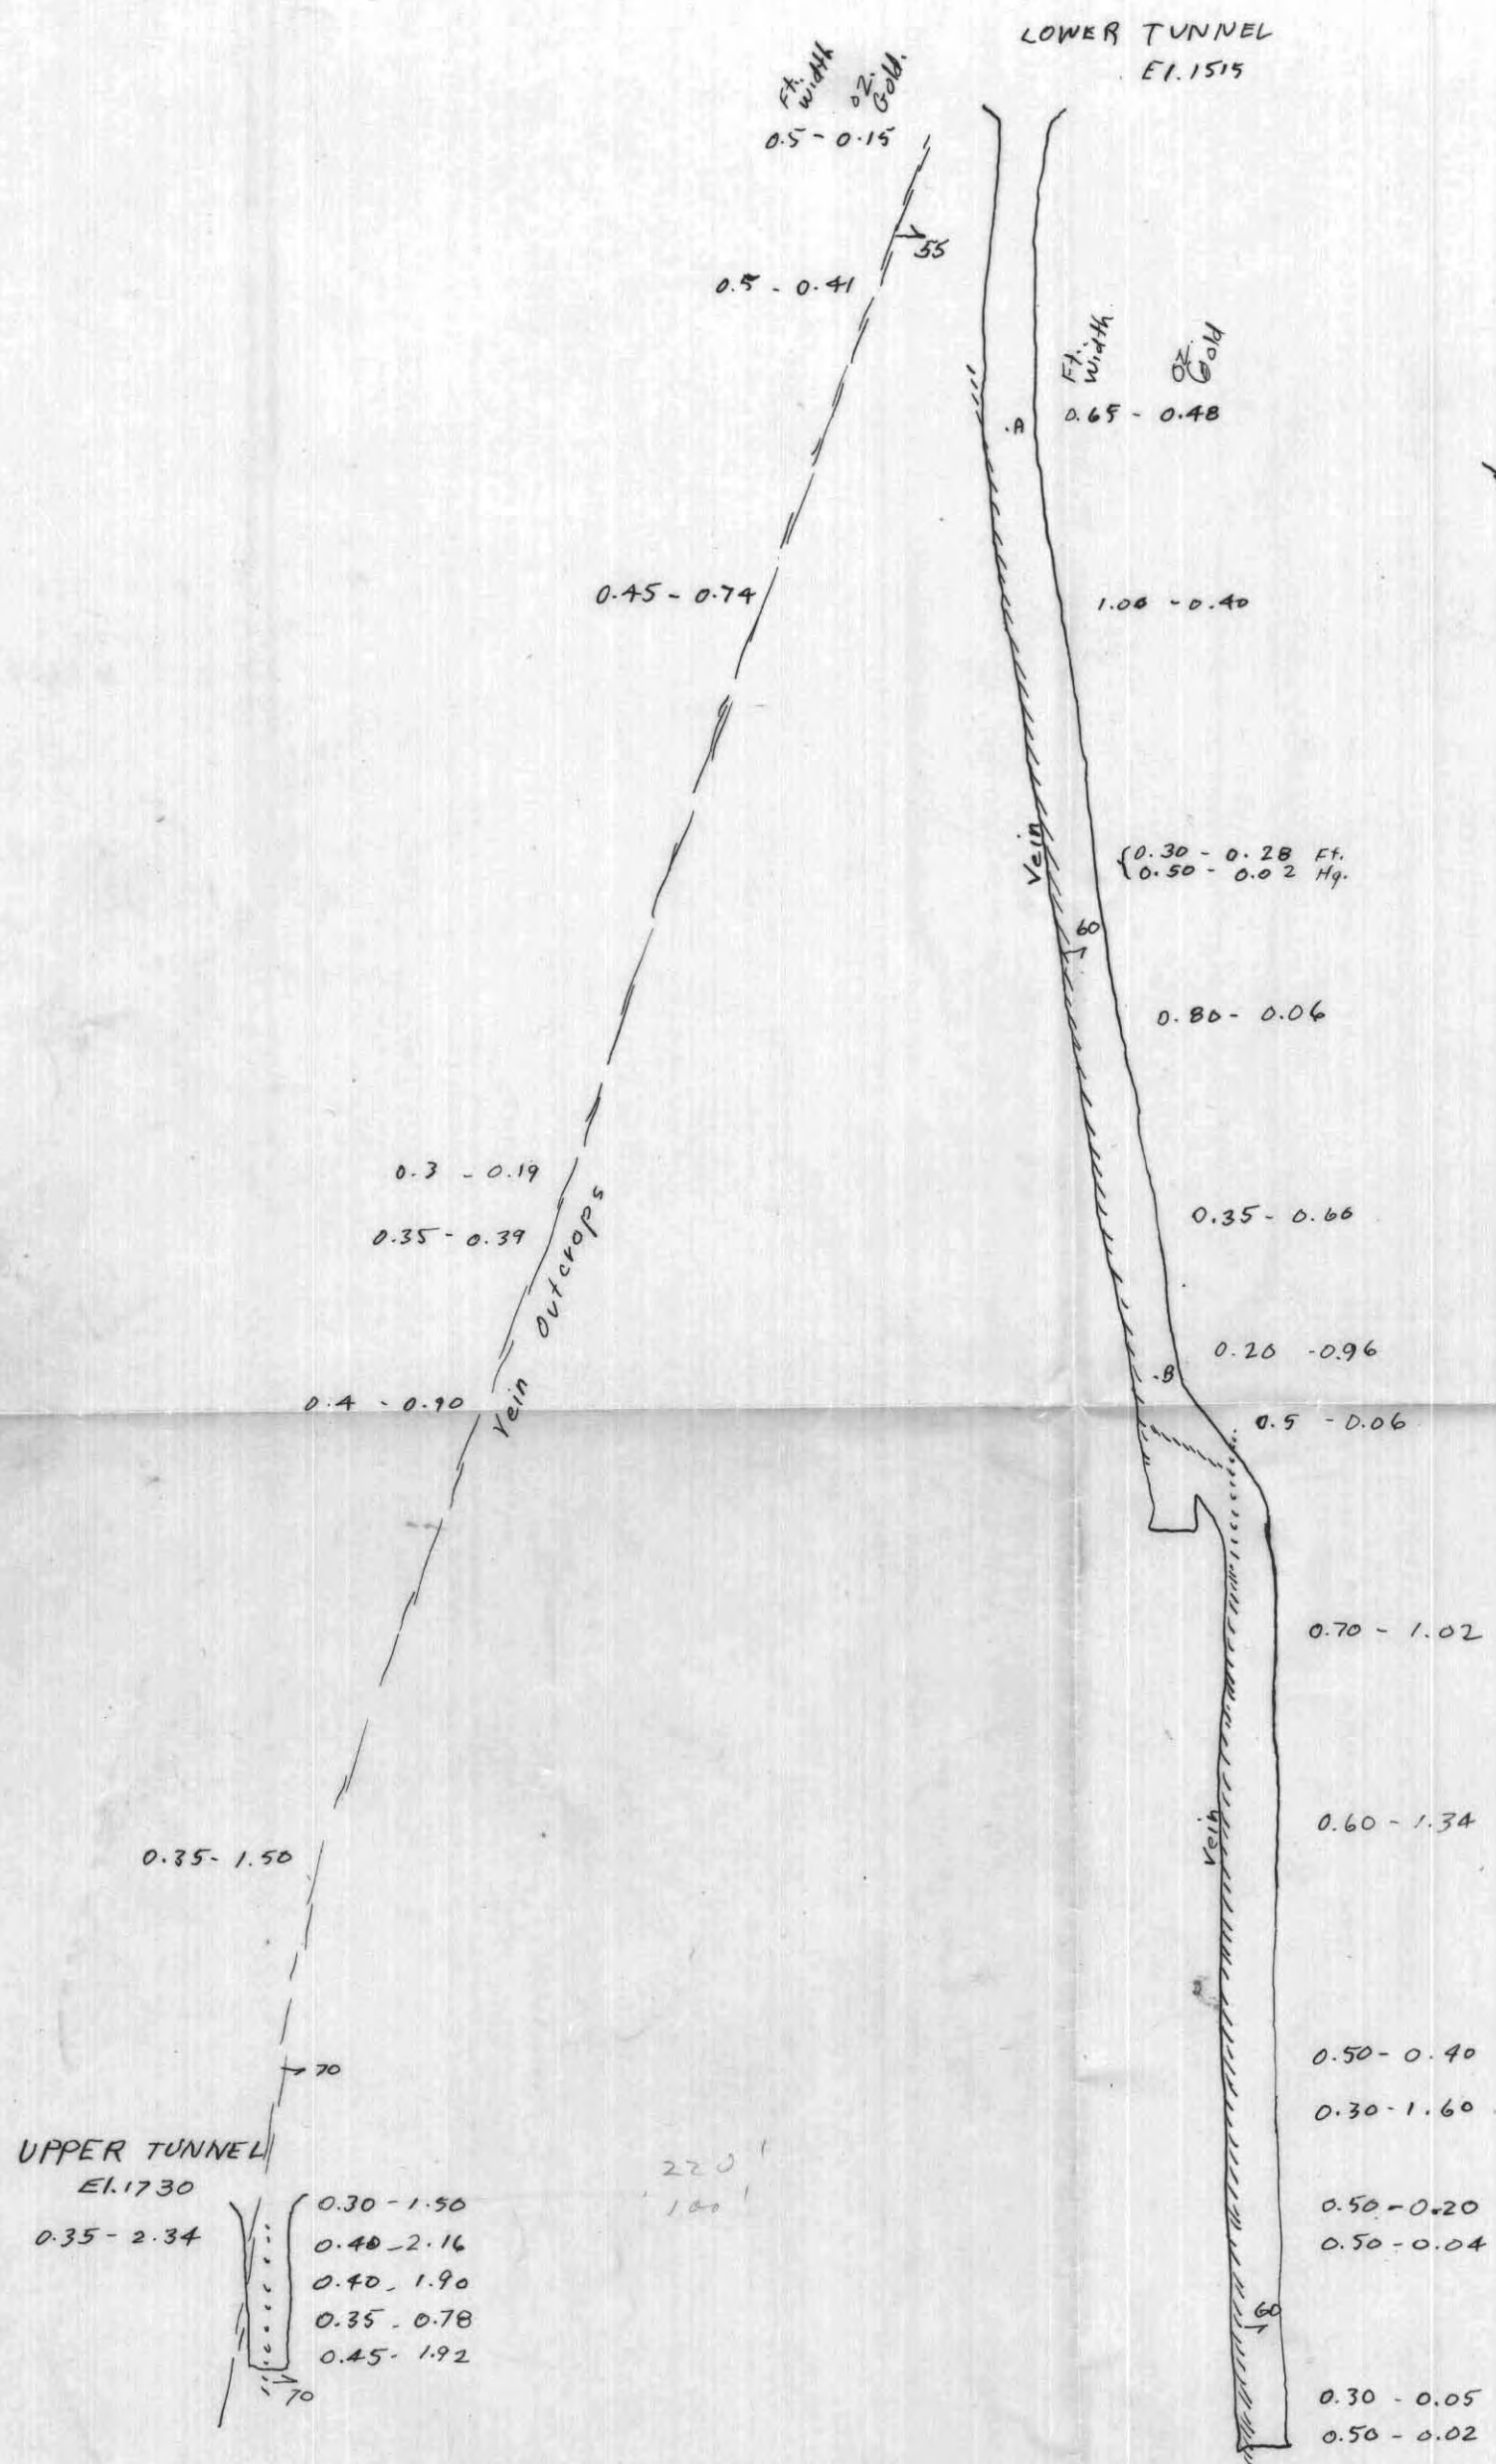 LOWER TUNNEL
El. 1515
Ft. Width
oz. Gold.
0.5 - 0.15
55
0.5 - 0.41
Ft. Width
oz. Gold
.A
0.65 - 0.48
0.45 - 0.74
1.00 - 0.40
Vein
{0.30 - 0.28 Ft.
{0.50 - 0.02 Hg.
60
0.80 - 0.06
0.3 - 0.19
0.35 - 0.39
0.35 - 0.60
Vein Outcrops
0.20 - 0.96
.B
0.4 - 0.90
0.5 - 0.06
0.70 - 1.02
0.60 - 1.34
Vein
0.35 - 1.50
0.50 - 0.40
70
0.30 - 1.60
UPPER TUNNEL
El. 1730
220'
100'
0.35 - 2.34
0.30 - 1.50
0.40 - 2.16
0.40 - 1.90
0.35 - 0.78
0.45 - 1.92
70
0.50 - 0.20
0.50 - 0.04
60
0.30 - 0.05
0.50 - 0.02